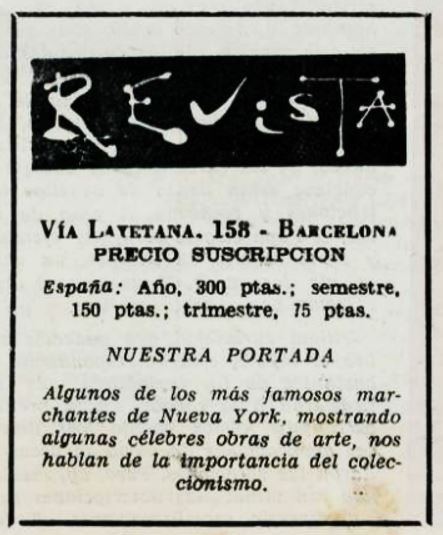 REVISTA
VÍA LAYETANA, 158 - BARCELONA
PRECIO SUSCRIPCION
España: Año, 300 ptas.; semestre,
150 ptas.; trimestre, 75 ptas.
NUESTRA PORTADA
Algunos de los más famosos mar-
chantes de Nueva York, mostrando
algunas célebres obras de arte, nos
hablan de la importancia del colec-
cionismo.